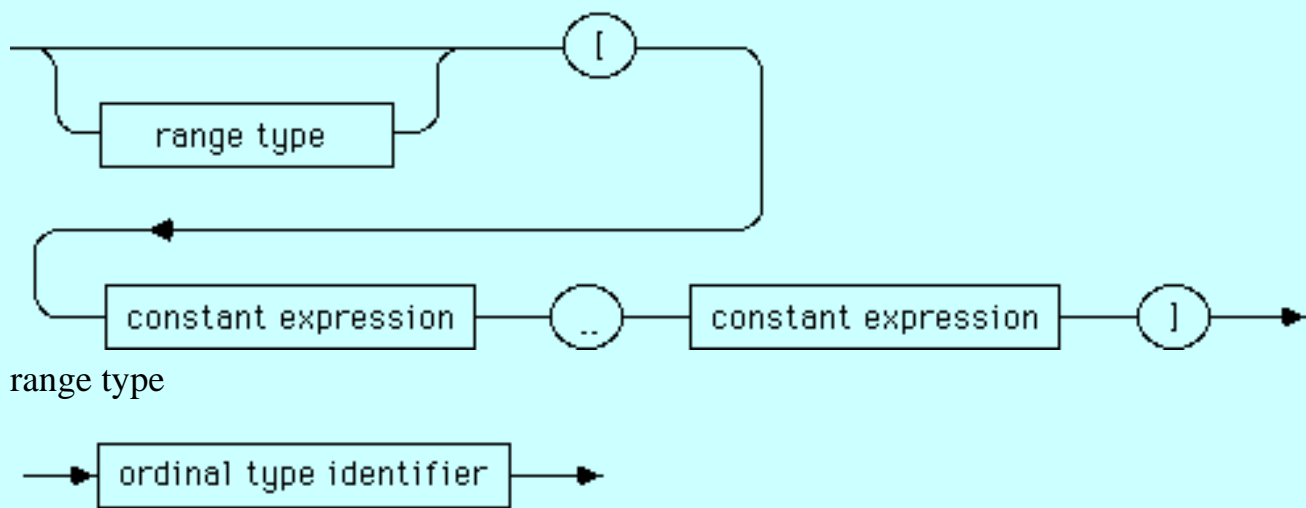 [
range type
constant expression .. constant expression ]
range type
ordinal type identifier